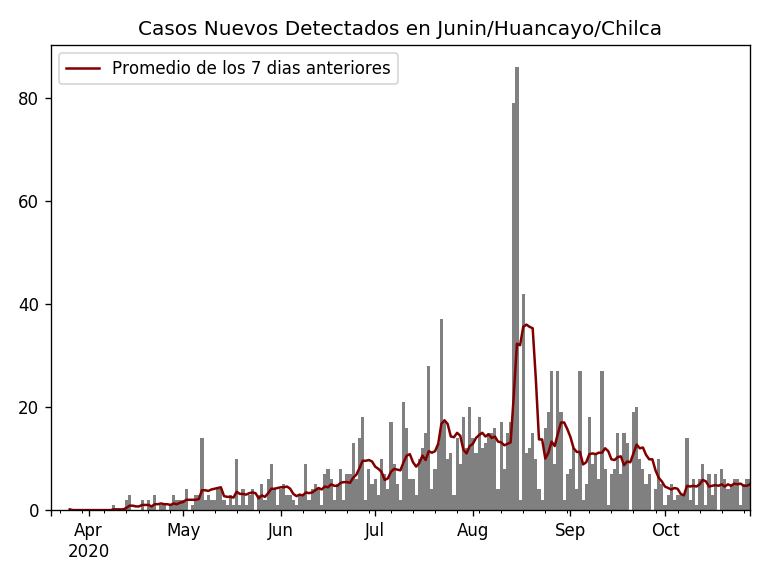 Casos Nuevos Detectados en Junin/Huancayo/Chilca
Promedio de los 7 dias anteriores
80
60
40
20
0
Apr May Jun Jul Aug Sep Oct
2020